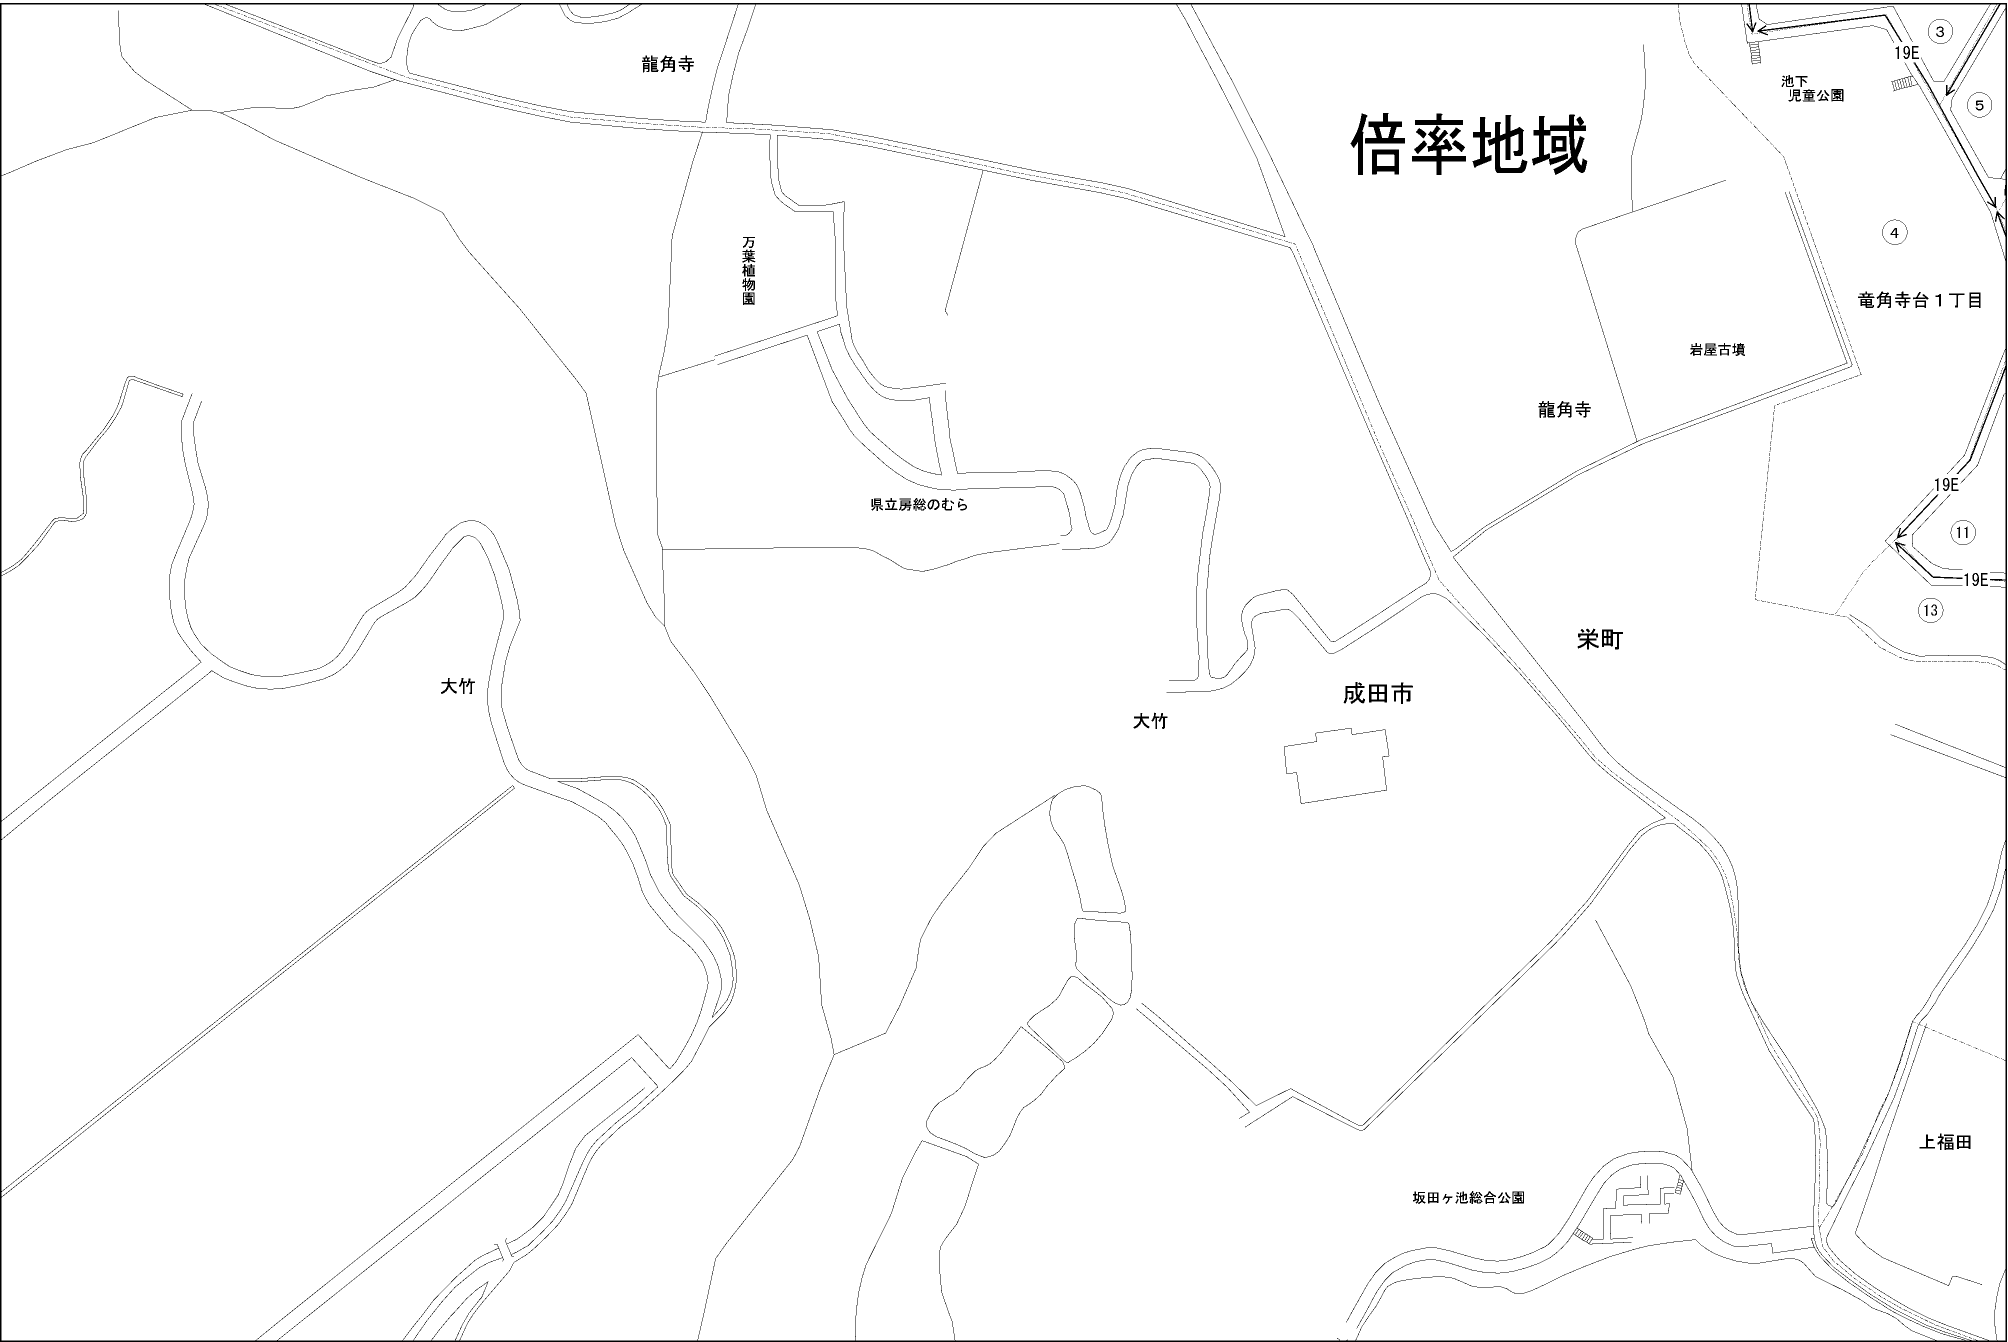 ③
19E
龍角寺
池下
児童公園
⑤
倍率地域
④
万葉植物園
竜角寺台1丁目
岩屋古墳
龍角寺
19E
県立房総のむら
⑪
19E
⑬
栄町
大竹
成田市
大竹
上福田
坂田ヶ池総合公園